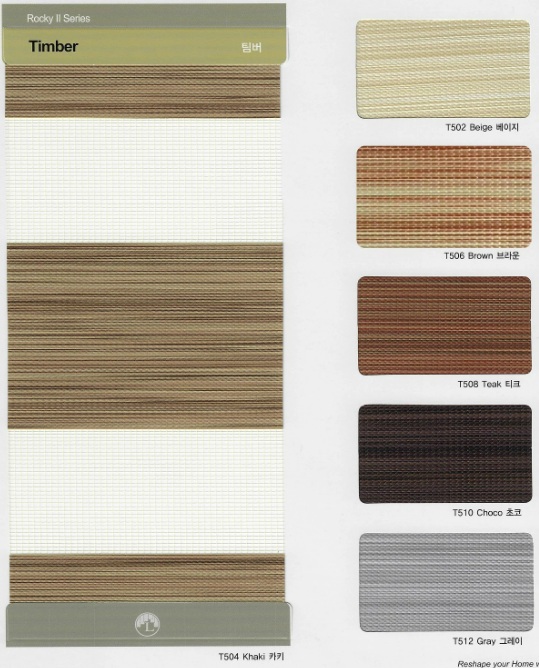 Rocky II Series
Timber 팀버
T502 Beige 베이지
T506 Brown 브라운
T508 Teak 티크
T510 Choco 초코
T512 Gray 그레이
T504 Khaki 카키
Reshape your Home